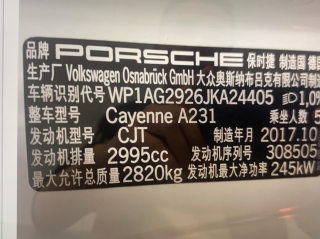 品牌 PORSCHE 保时捷 制造国 德国
生产厂 Volkswagen Osnabrück GmbH 大众奥斯纳布吕克有限公司 制造
车辆识别代号 WP1AG2926JKA24405 1,0%
整车型号 Cayenne A231 乘坐人数 5
发动机型号 CJT 制造年月 2017.10
发动机排量 2995cc 发动机序列号 308505
最大允许总质量 2820kg 发动机最大净功率 245kW